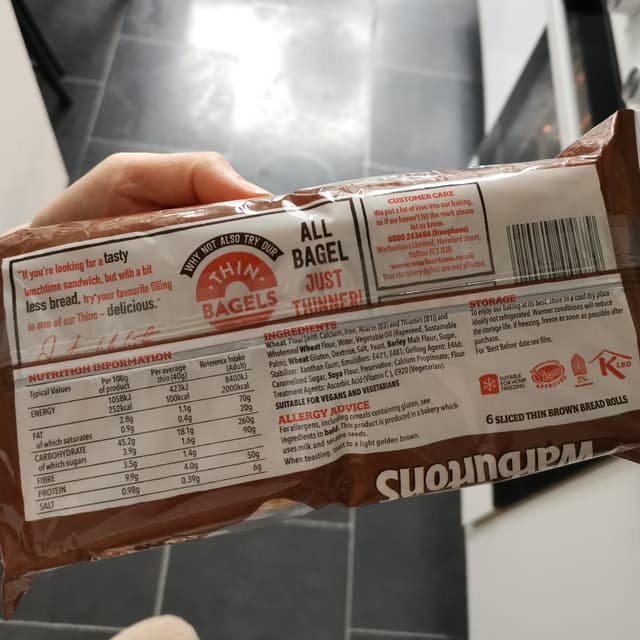 "If you're looking for a tasty
lunchtime sandwich, but with a bit
less bread, try your favourite filling
in one of our Thins - delicious."
WHY NOT ALSO TRY OUR
THIN
BAGELS
ALL
BAGEL
JUST
THINNER!
CUSTOMER CARE
We put a lot of love into our baking,
so if we haven't hit the mark please
let us know.
0800 243684 (freephone)
Warburtons Limited, Hereford Street,
Bolton BL1 8JB
www.warburtons.co.uk
Your statutory rights are not affected.
NUTRITION INFORMATION
Typical Values Per 100g of product Per average thin (40g) Reference Intake (Adult)
ENERGY 1058kJ 423kJ 8400kJ
252kcal 100kcal 2000kcal
FAT 2.8g 1.1g 70g
of which saturates 0.9g 0.4g 20g
CARBOHYDRATE 45.2g 18.1g 260g
of which sugars 3.9g 1.6g 90g
FIBRE 3.5g 1.4g
PROTEIN 9.9g 4.0g 50g
SALT 0.98g 0.39g 6g
INGREDIENTS
Wheat Flour [with Calcium, Iron, Niacin (B3) and Thiamin (B1)] and
Wholemeal Wheat Flour, Water, Vegetable Oil (Rapeseed, Sustainable
Palm), Wheat Gluten, Dextrose, Salt, Yeast, Barley Malt Flour, Sugar,
Stabiliser: Xanthan Gum; Emulsifiers: E471, E481; Gelling Agent: E466;
Caramelised Sugar, Soya Flour, Preservative: Calcium Propionate; Flour
Treatment Agents: Ascorbic Acid (Vitamin C), E920 (Vegetarian).
SUITABLE FOR VEGANS AND VEGETARIANS
ALLERGY ADVICE
For allergens, including cereals containing gluten, see
ingredients in bold. This product is produced in a bakery which
uses milk and sesame seeds.
When toasting, toast to a light golden brown.
STORAGE
To enjoy our baking at its best, store in a cool dry place -
ideally not refrigerated. Warmer conditions will reduce
the storage life. If freezing, freeze as soon as possible after
purchase.
For 'Best Before' date see film.
SUITABLE
FOR HOME
FREEZING
Vegetarian
APPROVED
KLBD
6 SLICED THIN BROWN BREAD ROLLS
Warburtons